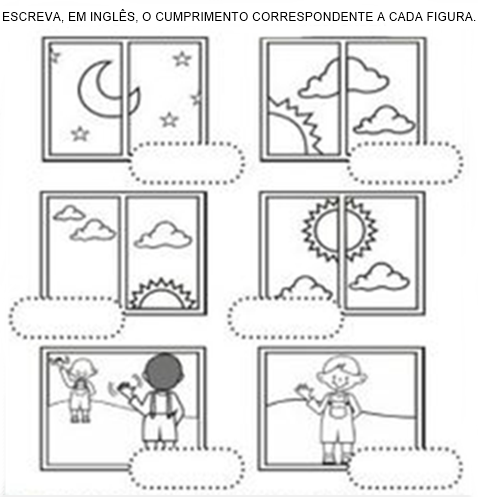 ESCREVA, EM INGLÊS, O CUMPRIMENTO CORRESPONDENTE A CADA FIGURA.